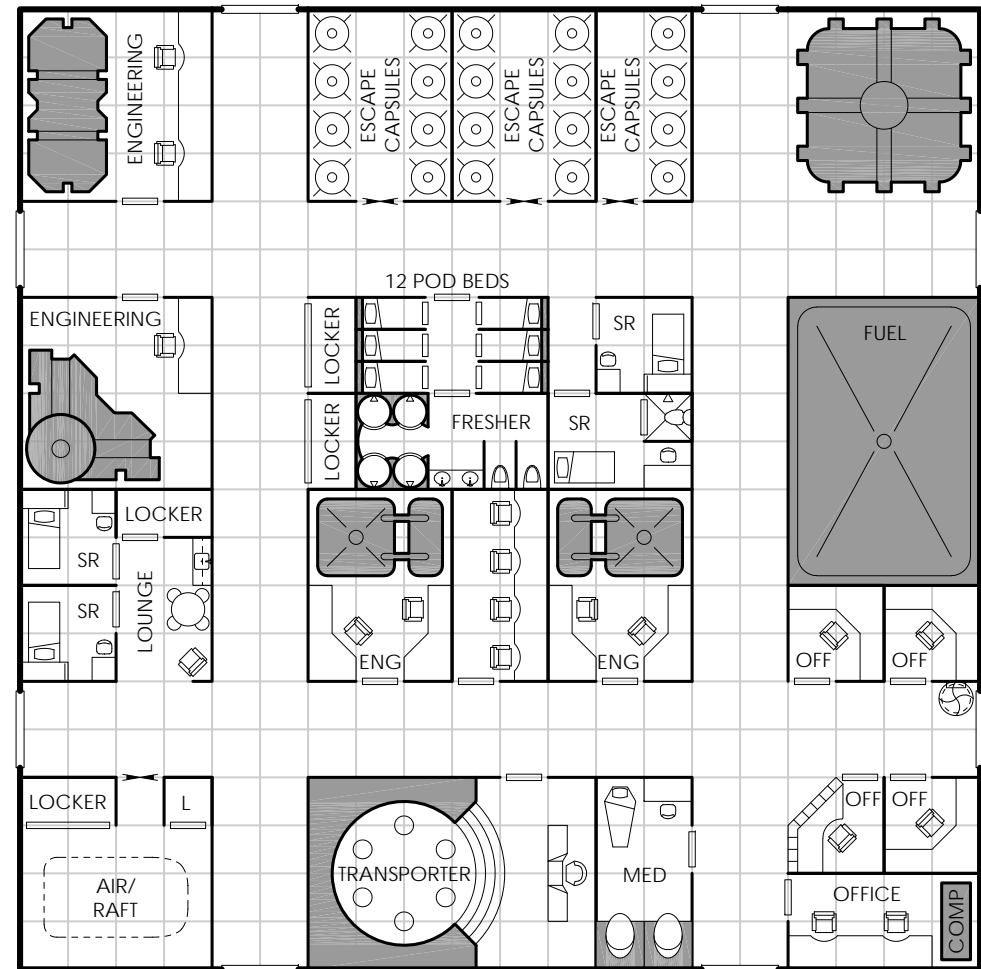 ENGINEERING
ESCAPE
CAPSULES
ESCAPE
CAPSULES
ESCAPE
CAPSULES
12 POD BEDS
ENGINEERING
LOCKER
SR
FUEL
LOCKER
FRESHER
SR
LOCKER
SR
LOUNGE
SR
ENG
ENG
OFF
OFF
LOCKER
L
OFF
OFF
AIR/
RAFT
TRANSPORTER
MED
OFFICE
COMP